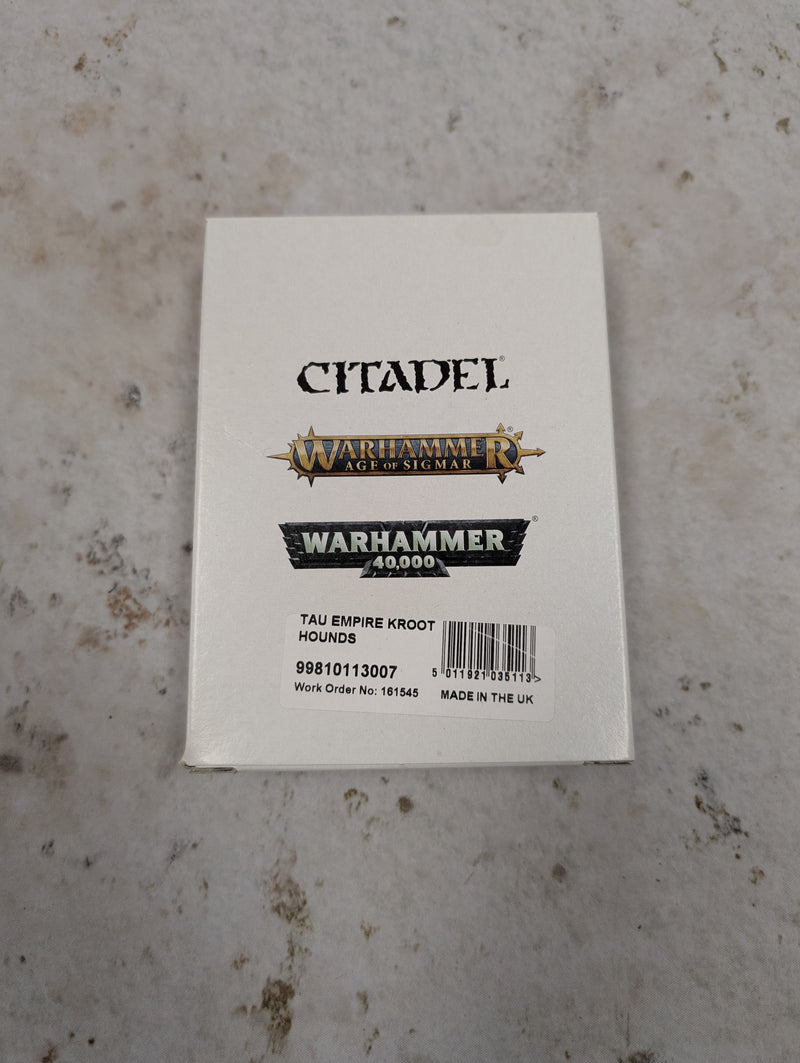 CITADEL®
WARHAMMER®
AGE OF SIGMAR
WARHAMMER®
40,000
TAU EMPIRE KROOT
HOUNDS
99810113007
Work Order No: 161545
5 011921 035113 >
MADE IN THE UK